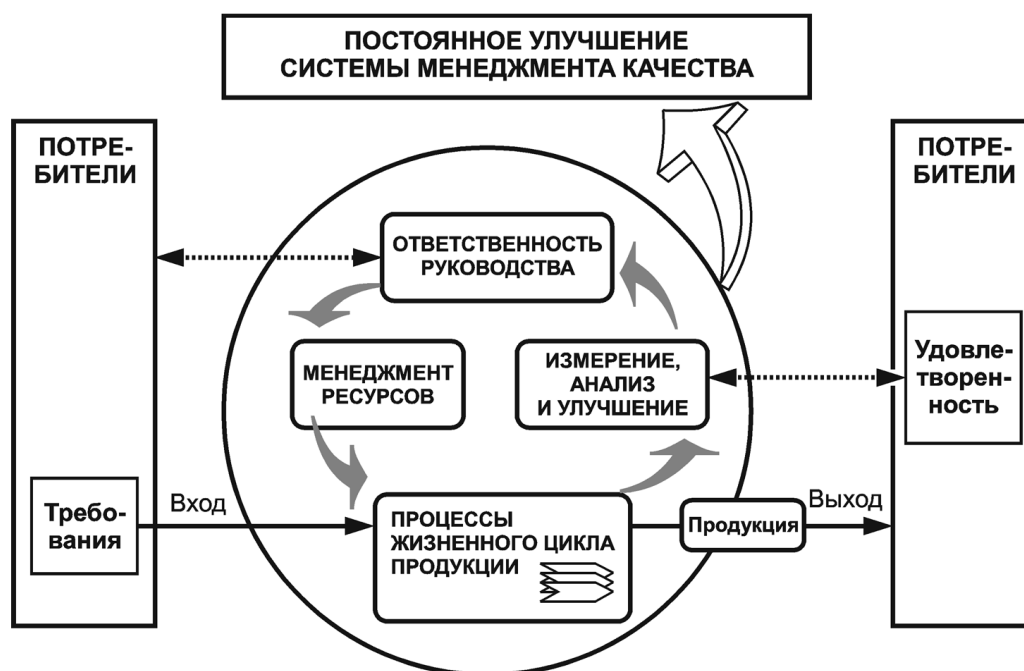 ПОСТОЯННОЕ УЛУЧШЕНИЕ
СИСТЕМЫ МЕНЕДЖМЕНТА КАЧЕСТВА
ПОТРЕ-
БИТЕЛИ
ПОТРЕ-
БИТЕЛИ
ОТВЕТСТВЕННОСТЬ
РУКОВОДСТВА
МЕНЕДЖМЕНТ
РЕСУРСОВ
ИЗМЕРЕНИЕ,
АНАЛИЗ
И УЛУЧШЕНИЕ
Удовле-
творен-
ность
Требо-
вания
Вход
ПРОЦЕССЫ
ЖИЗНЕННОГО ЦИКЛА
ПРОДУКЦИИ
Продукция
Выход